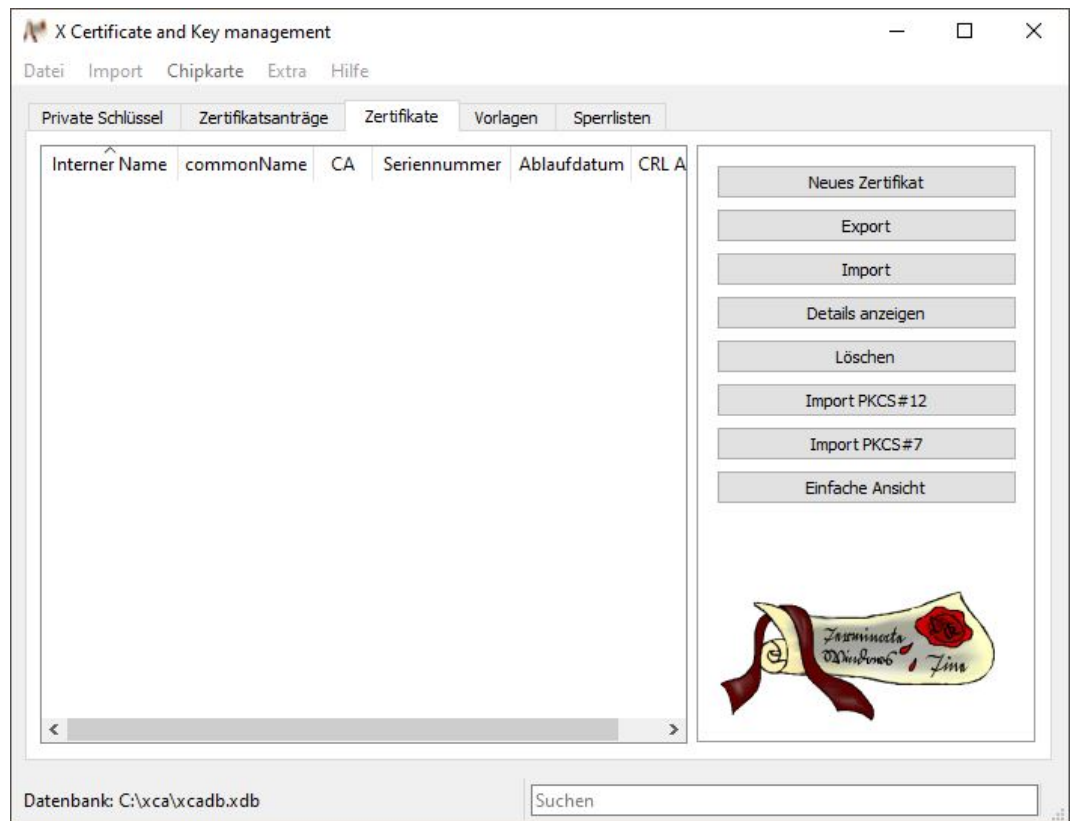 X Certificate and Key management
Datei Import Chipkarte Extra Hilfe
Private Schlüssel Zertifikatsanträge Zertifikate Vorlagen Sperrlisten
Interner Name commonName CA Seriennummer Ablaufdatum CRL A
Neues Zertifikat
Export
Import
Details anzeigen
Löschen
Import PKCS#12
Import PKCS#7
Einfache Ansicht
Windows
Datenbank: C:\xca\xcadb.xdb
Suchen